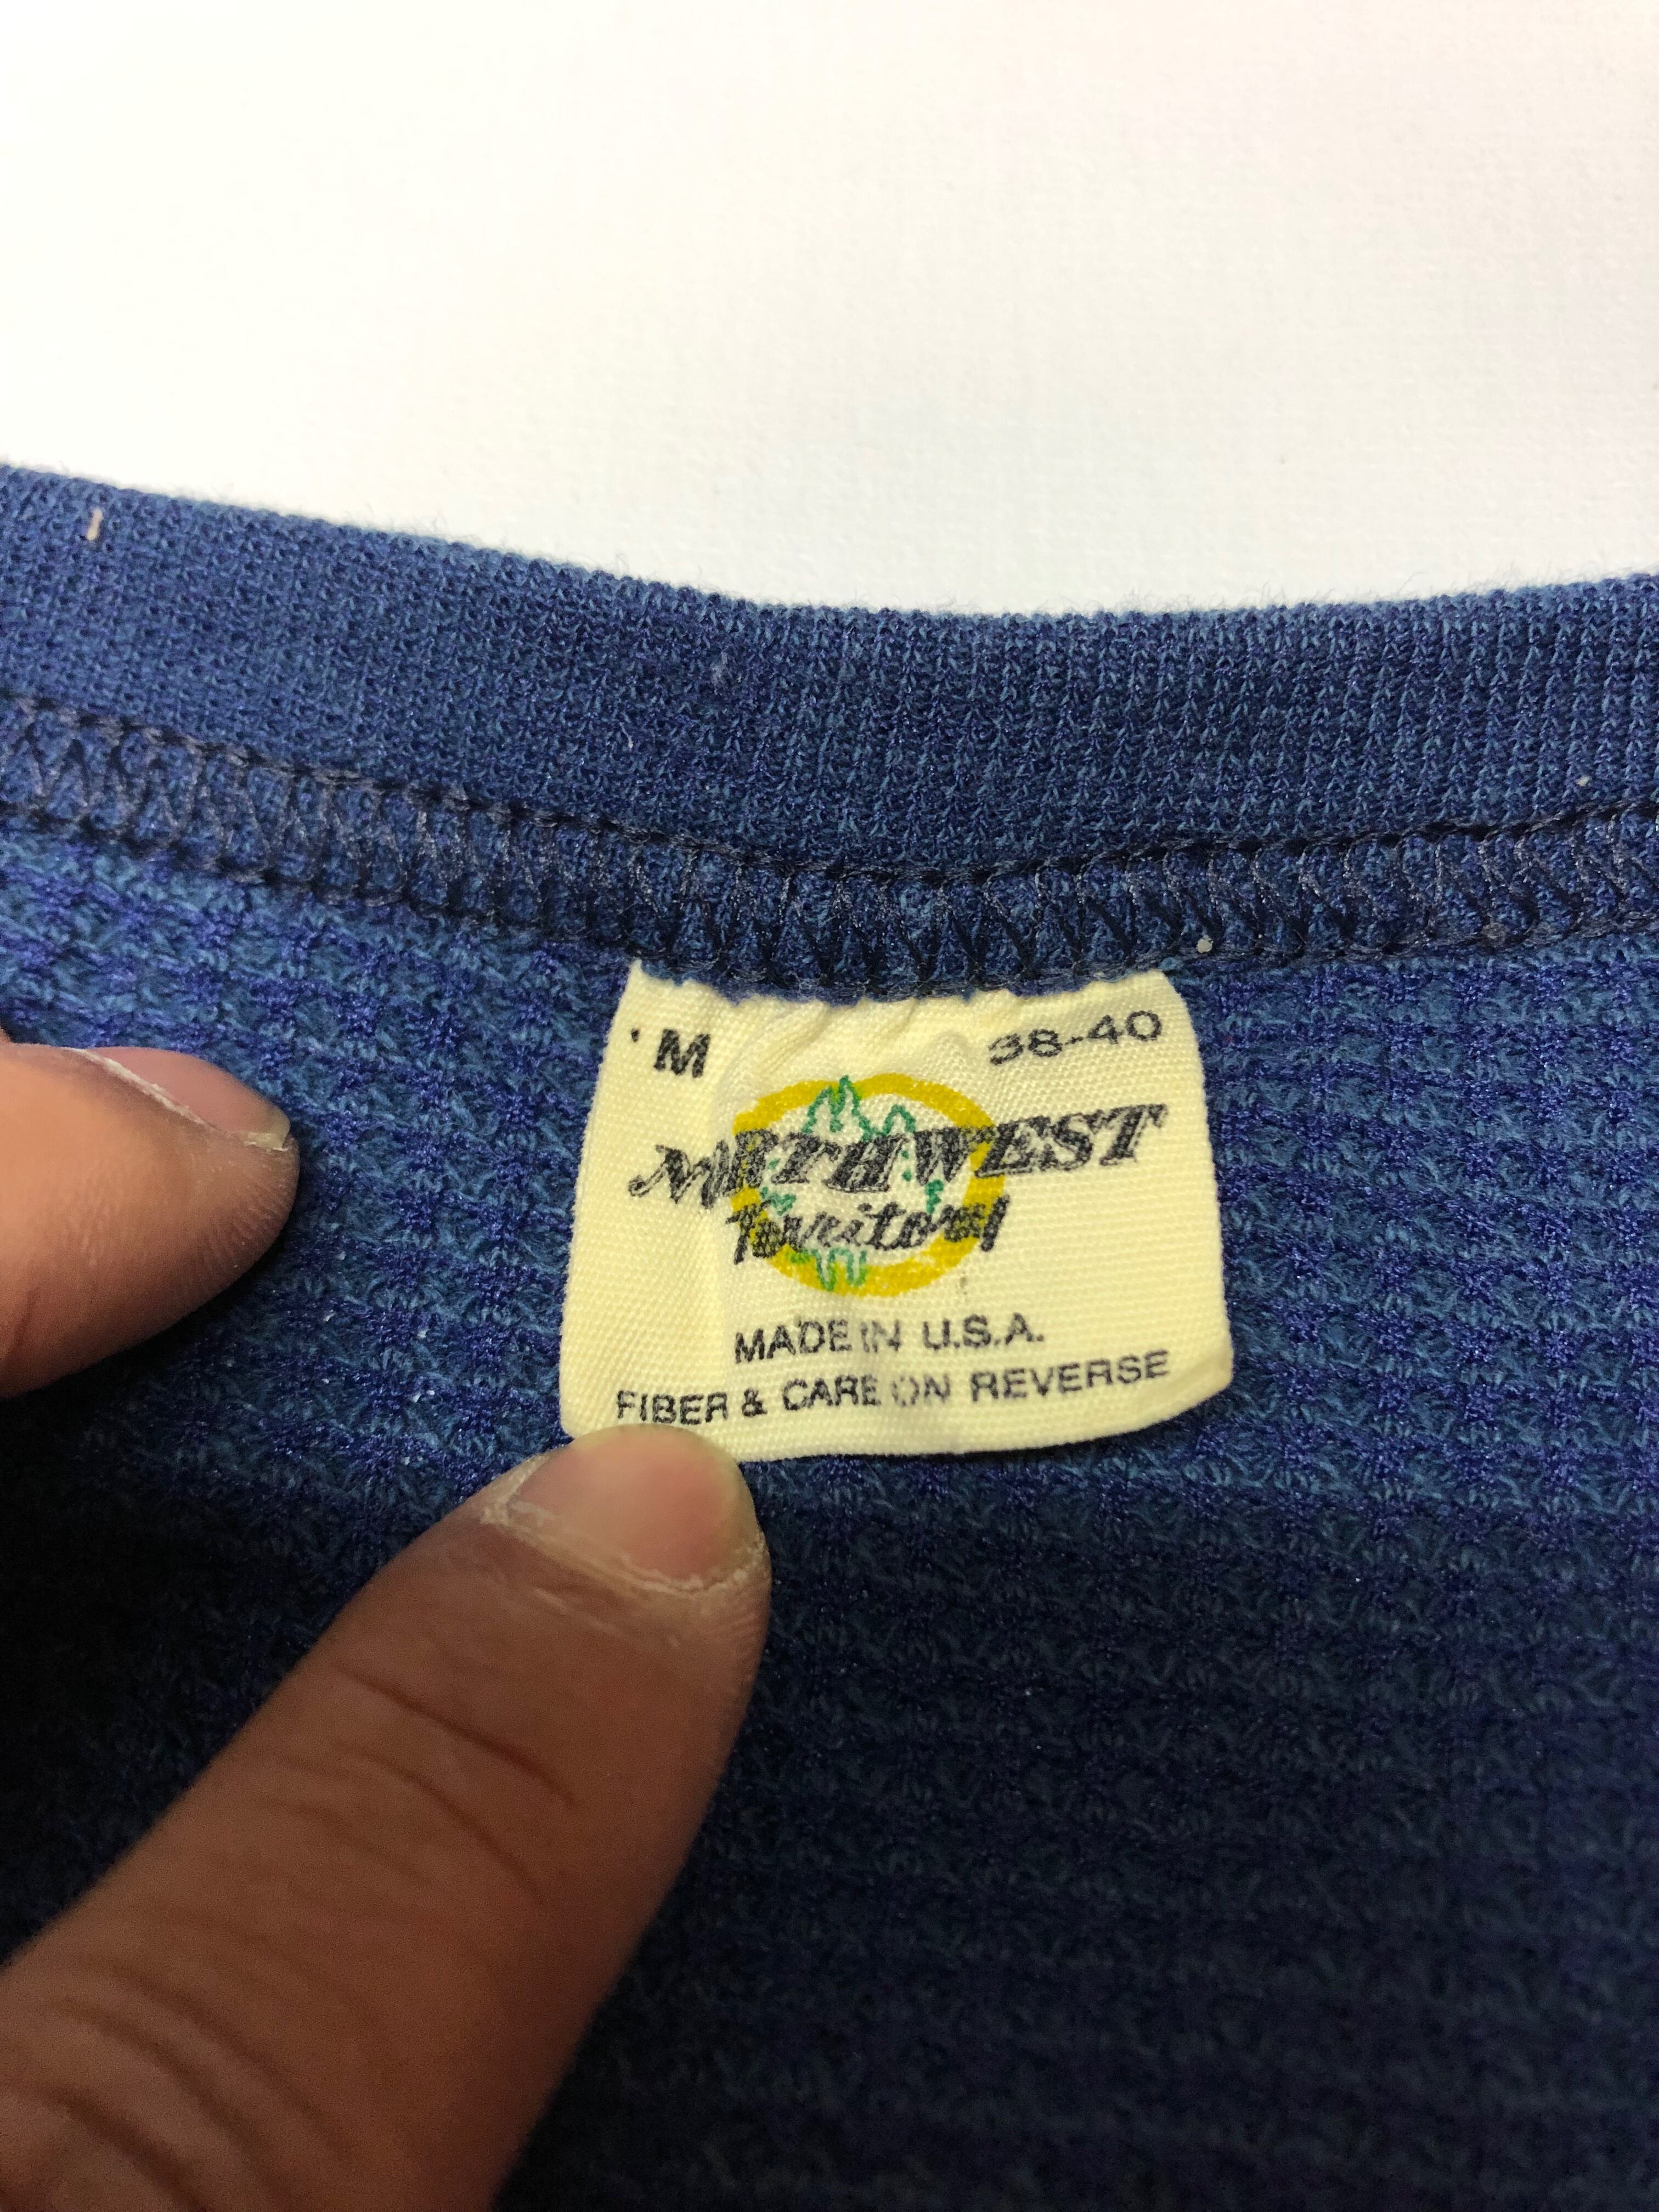 M 38-40
NORTHWEST
Territory
MADE IN U.S.A.
FIBER & CARE ON REVERSE